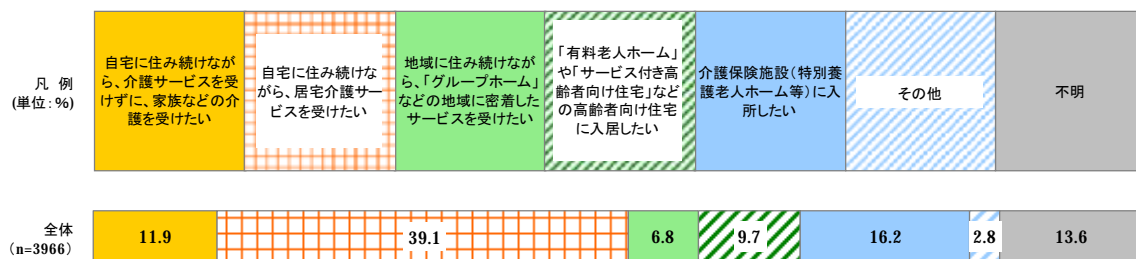 凡 例
(単位:%)
自宅に住み続けなが
ら、介護サービスを受
けずに、家族などの介
護を受けたい
自宅に住み続けな
がら、居宅介護サー
ビスを受けたい
地域に住み続けなが
ら、「グループホーム」
などの地域に密着した
サービスを受けたい
「有料老人ホーム」
や「サービス付き高
齢者向け住宅」など
の高齢者向け住宅
に入居したい
介護保険施設(特別養
護老人ホーム等)に入
所したい
その他
不明
全体
(n=3966)
11.9
39.1
6.8
9.7
16.2
2.8
13.6